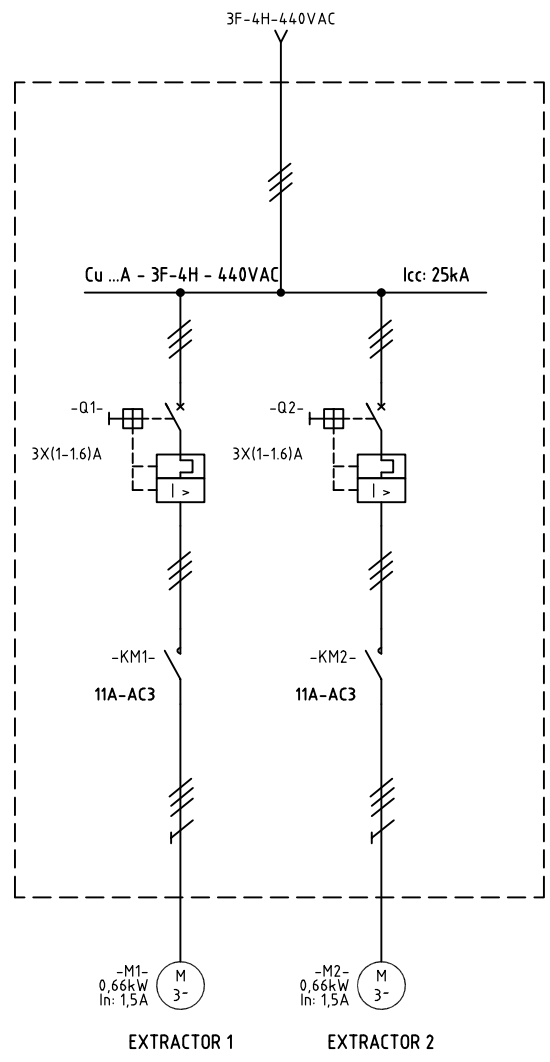 3F-4H-440VAC
Cu ...A - 3F-4H - 440VAC Icc: 25kA
-Q1- -Q2-
3X(1-1.6)A 3X(1-1.6)A
I > I >
-KM1- -KM2-
11A-AC3 11A-AC3
-M1- M -M2- M
0,66kW 3~ 0,66kW 3~
In: 1,5A In: 1,5A
EXTRACTOR 1 EXTRACTOR 2